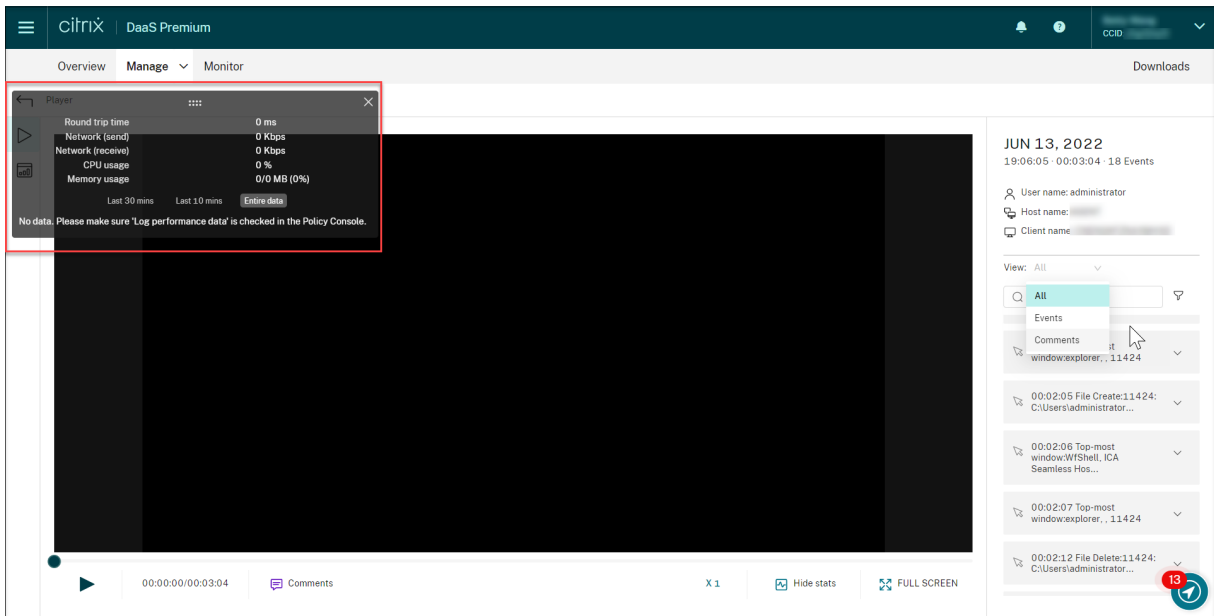 citrix DaaS Premium
CCID:
Overview Manage Monitor Downloads
Player
Round trip time 0 ms
Network (send) 0 Kbps
Network (receive) 0 Kbps
CPU usage 0 %
Memory usage 0/0 MB (0%)
Last 30 mins Last 10 mins Entire data
No data. Please make sure 'Log performance data' is checked in the Policy Console.
JUN 13, 2022
19:06:05 · 00:03:04 · 18 Events
User name: administrator
Host name:
Client name
View: All
All
Events
Comments
st
window:explorer, , 11424
00:02:05 File Create:11424:
C:\Users\administrator...
00:02:06 Top-most
window:WfShell, ICA
Seamless Hos...
00:02:07 Top-most
window:explorer, , 11424
00:02:12 File Delete:11424:
C:\Users\administrator...
13
00:00:00/00:03:04 Comments X 1 Hide stats FULL SCREEN